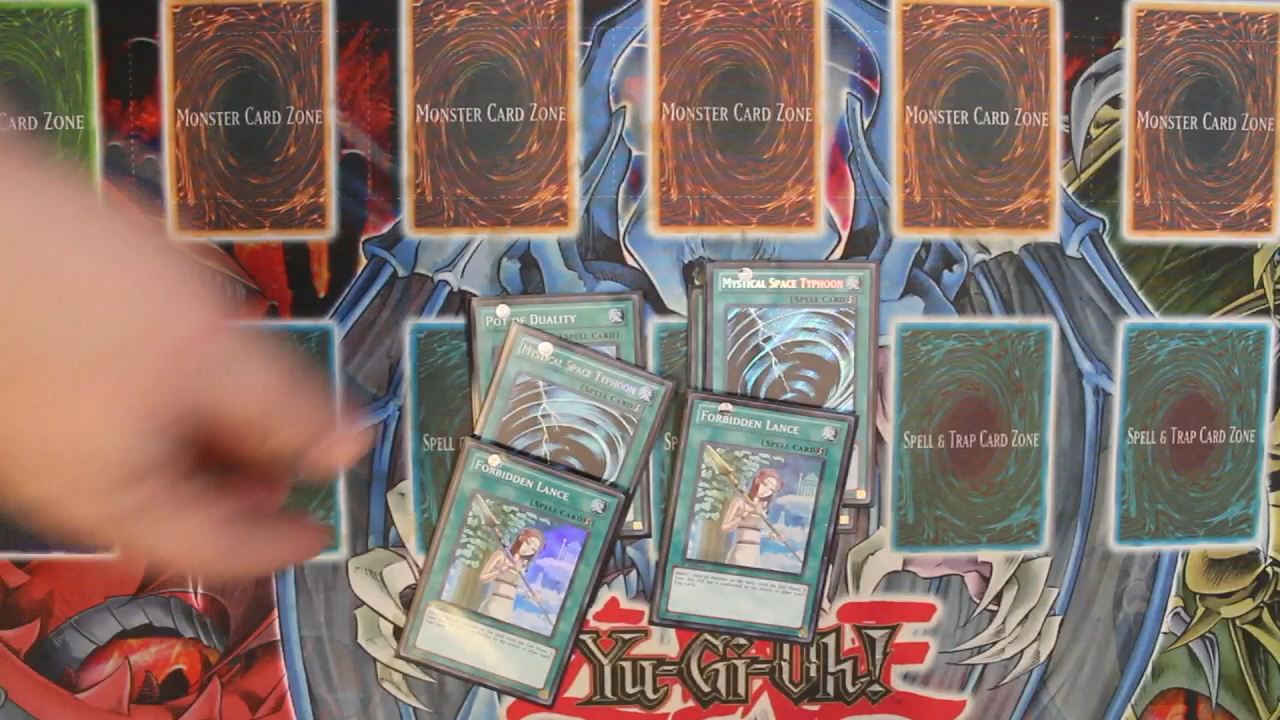 CARD ZONE
MONSTER CARD ZONE
MONSTER CARD ZONE
MONSTER CARD ZONE
MONSTER CARD ZONE
MONSTER CARD ZONE
MYSTICAL SPACE TYPHOON
[SPELL CARD]
POT OF DUALITY
[SPELL CARD]
MYSTICAL SPACE TYPHOON
[SPELL CARD]
FORBIDDEN LANCE
[SPELL CARD]
FORBIDDEN LANCE
[SPELL CARD]
SPELL
SPELL & TRAP CARD ZONE
SPELL & TRAP CARD ZONE
YU-GI-OH!